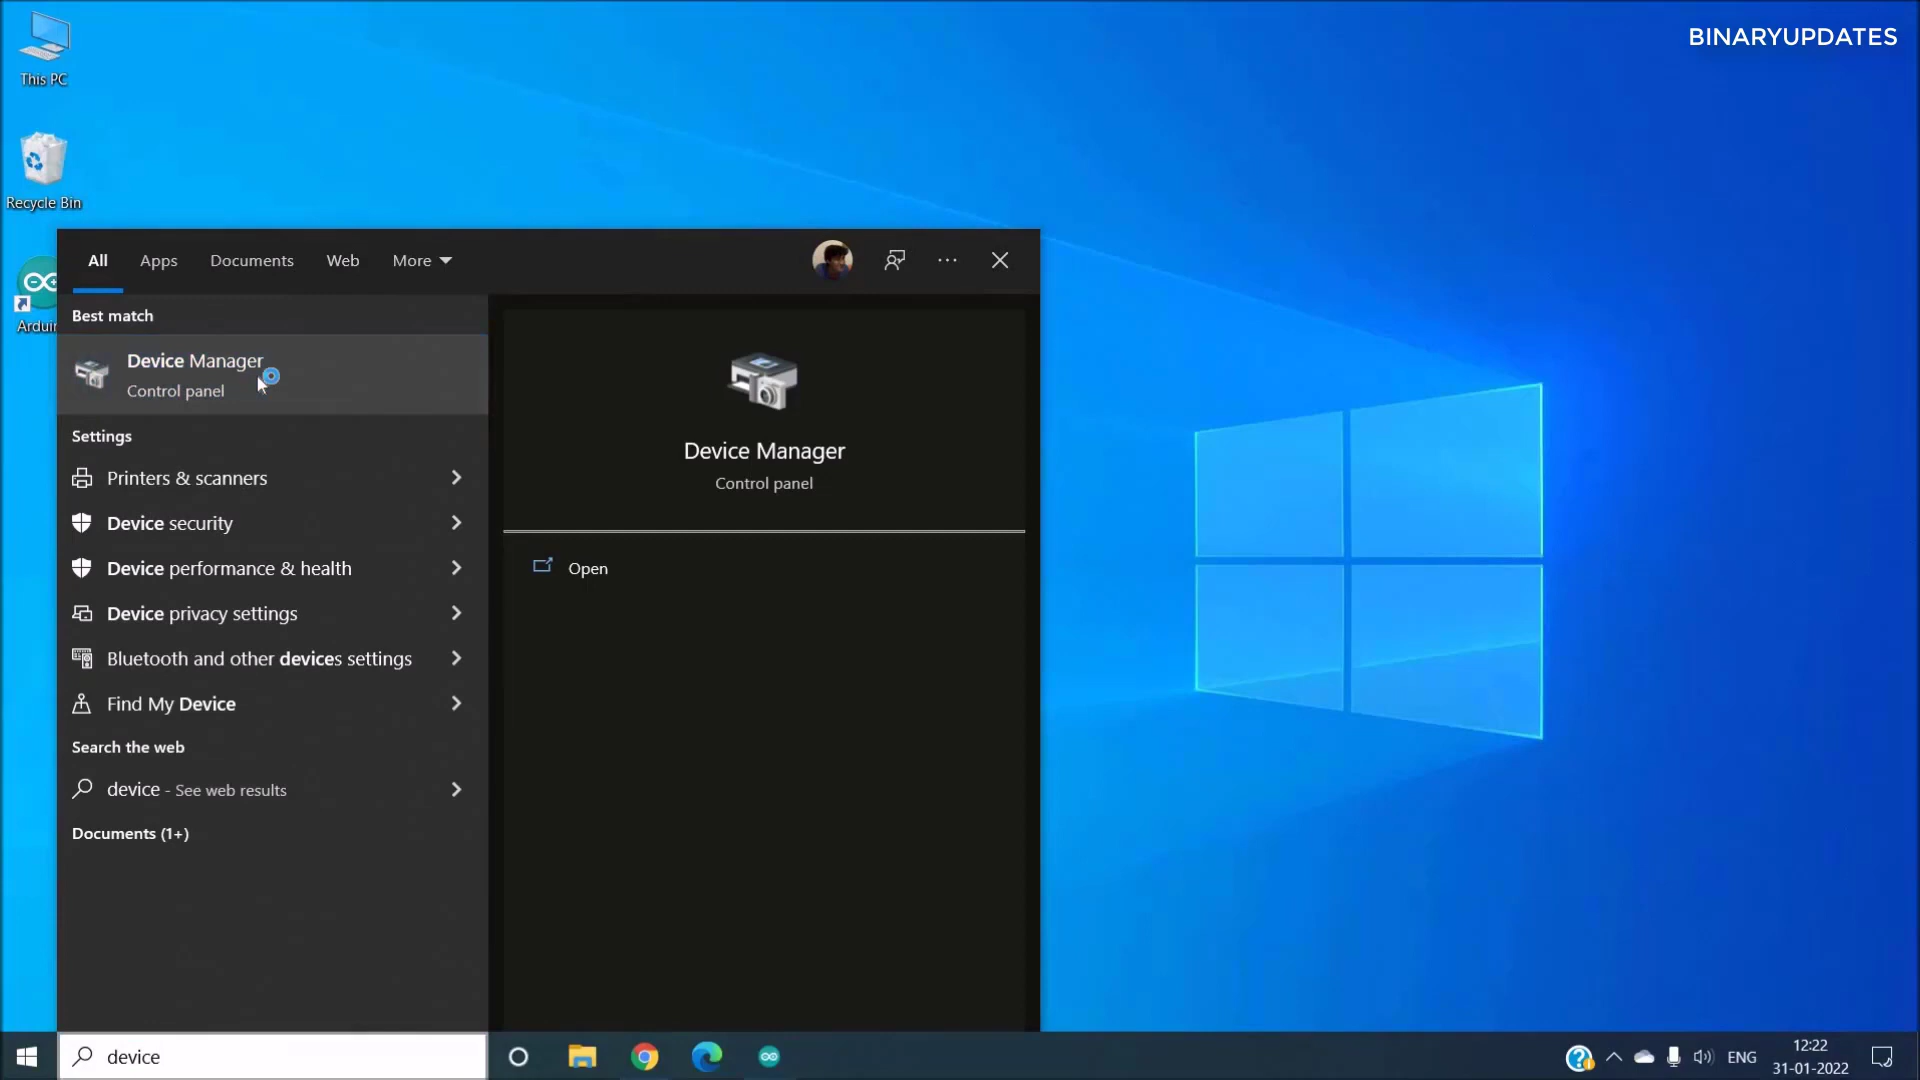 This PC
BINARYUPDATES
Recycle Bin
All Apps Documents Web More
Best match
Device Manager
Control panel
Settings
Printers & scanners
Device security
Device performance & health
Device privacy settings
Bluetooth and other devices settings
Find My Device
Search the web
device - See web results
Documents (1+)
Arduin
Device Manager
Control panel
Open
device
ENG
12:22
31-01-2022